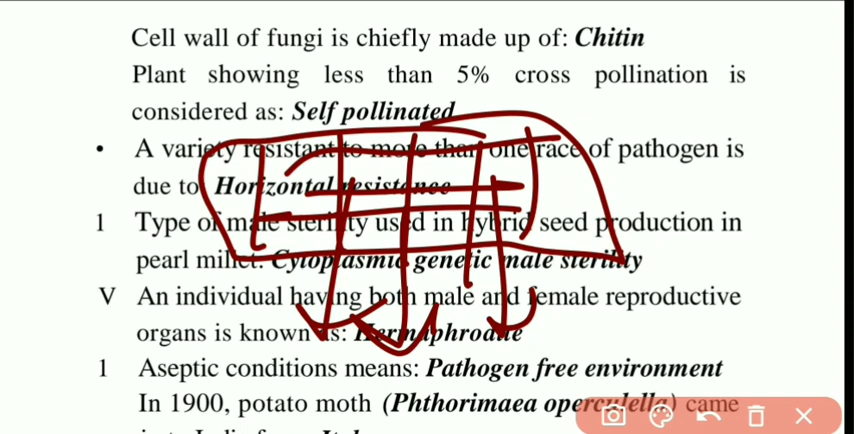 Cell wall of fungi is chiefly made up of: Chitin
Plant showing less than 5% cross pollination is
considered as: Self pollinated
• A variety resistant to more than one race of pathogen is
due to Horizontal resistance
1 Type of male sterility used in hybrid seed production in
pearl millet: Cytoplasmic genetic male sterility
V An individual having both male and female reproductive
organs is known as: Hermaphrodite
1 Aseptic conditions means: Pathogen free environment
In 1900, potato moth (Phthorimaea operculella) came